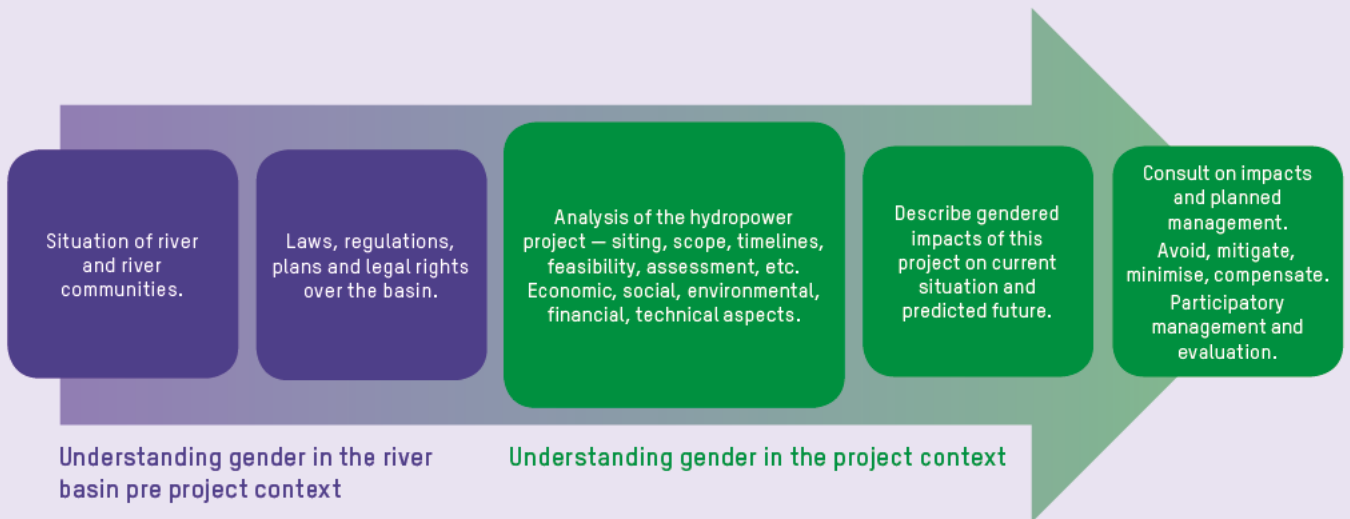 Situation of river
and river
communities.
Laws, regulations,
plans and legal rights
over the basin.
Analysis of the hydropower
project — siting, scope, timelines,
feasibility, assessment, etc.
Economic, social, environmental,
financial, technical aspects.
Describe gendered
impacts of this
project on current
situation and
predicted future.
Consult on impacts
and planned
management.
Avoid, mitigate,
minimise, compensate.
Participatory
management and
evaluation.
Understanding gender in the river
basin pre project context
Understanding gender in the project context